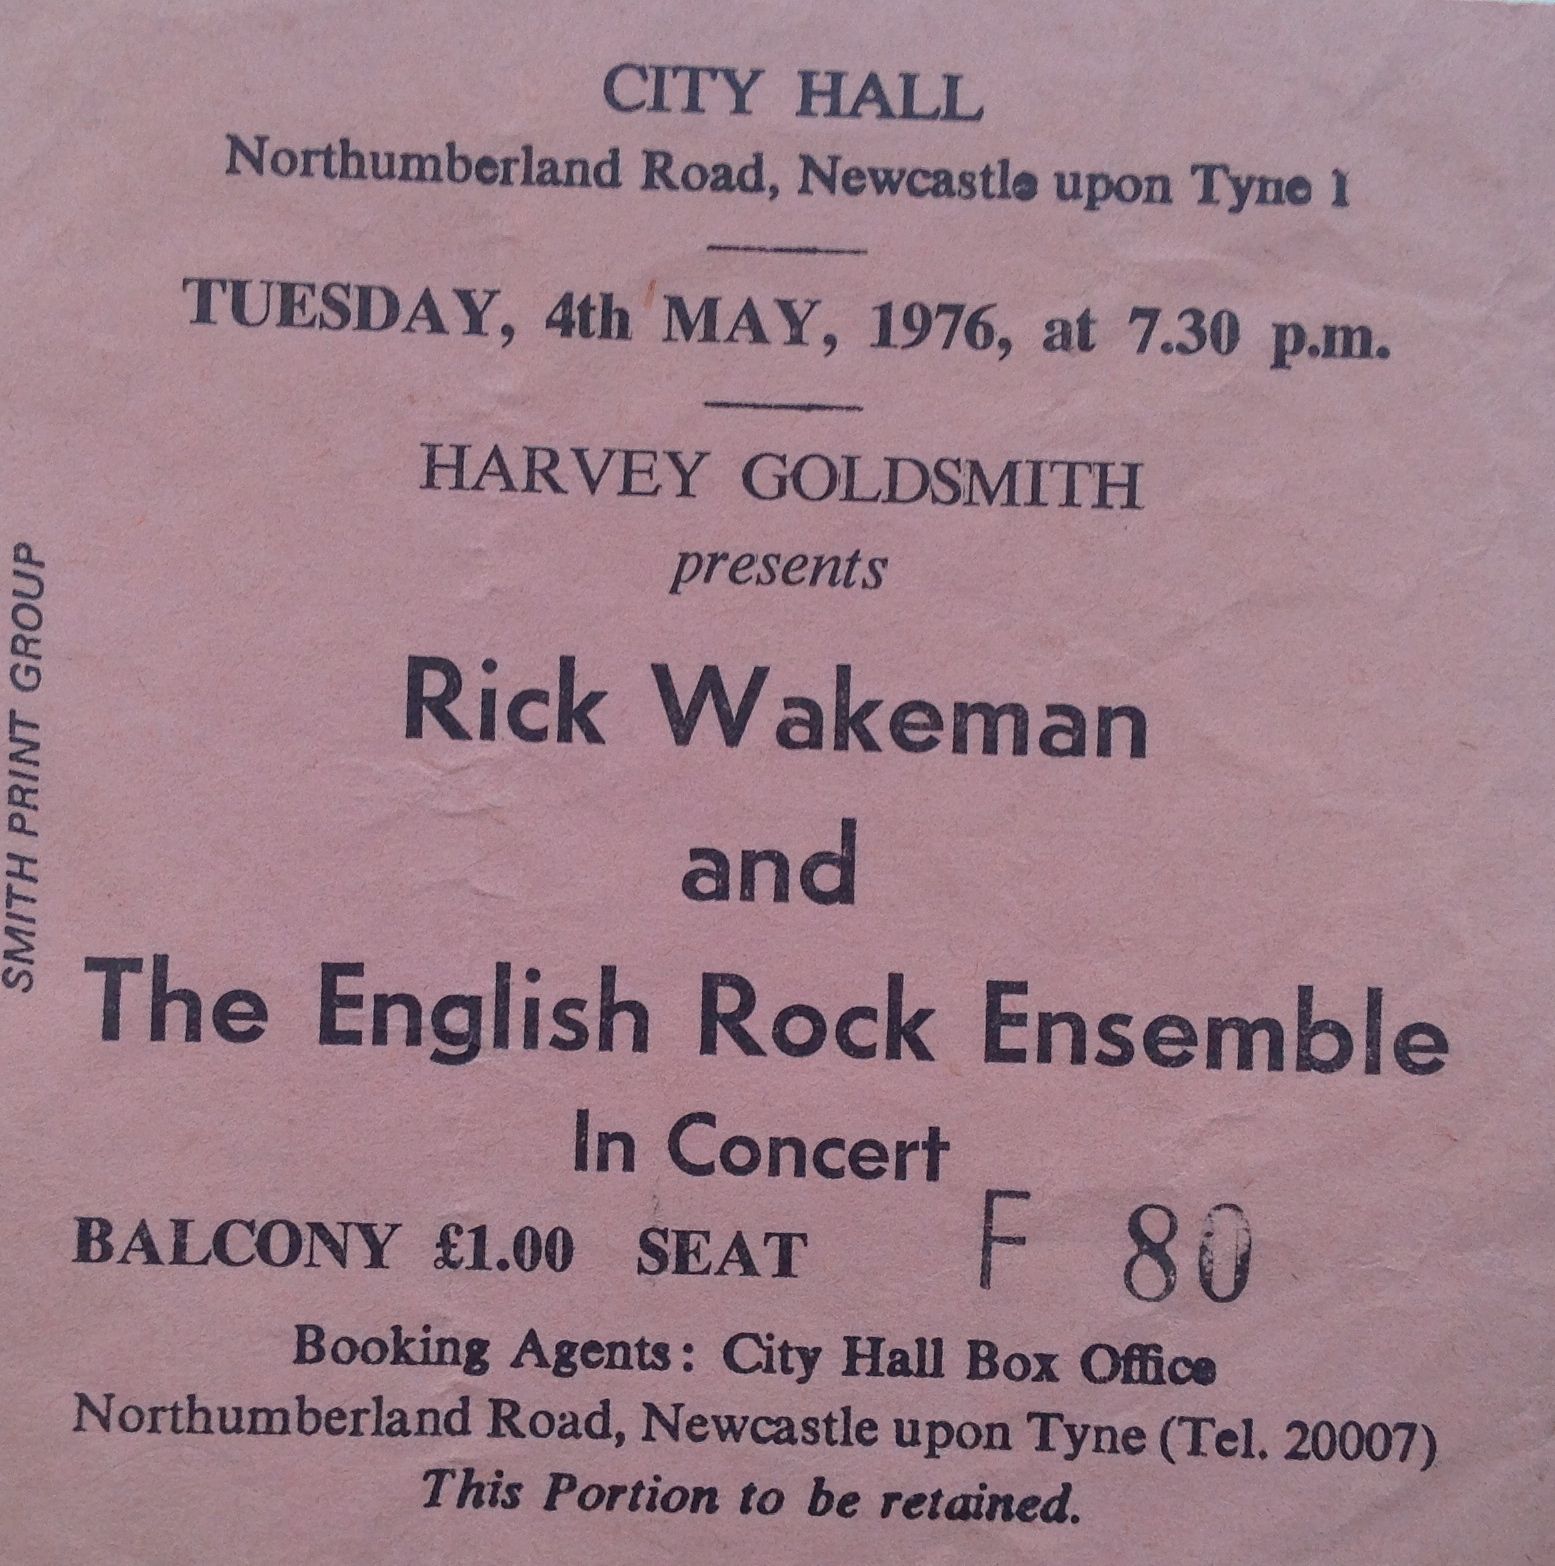 CITY HALL
Northumberland Road, Newcastle upon Tyne 1
TUESDAY, 4th MAY, 1976, at 7.30 p.m.
HARVEY GOLDSMITH
presents
Rick Wakeman
and
The English Rock Ensemble
In Concert
BALCONY £1.00 SEAT F 80
Booking Agents: City Hall Box Office
Northumberland Road, Newcastle upon Tyne (Tel. 20007)
This Portion to be retained.
SMITH PRINT GROUP